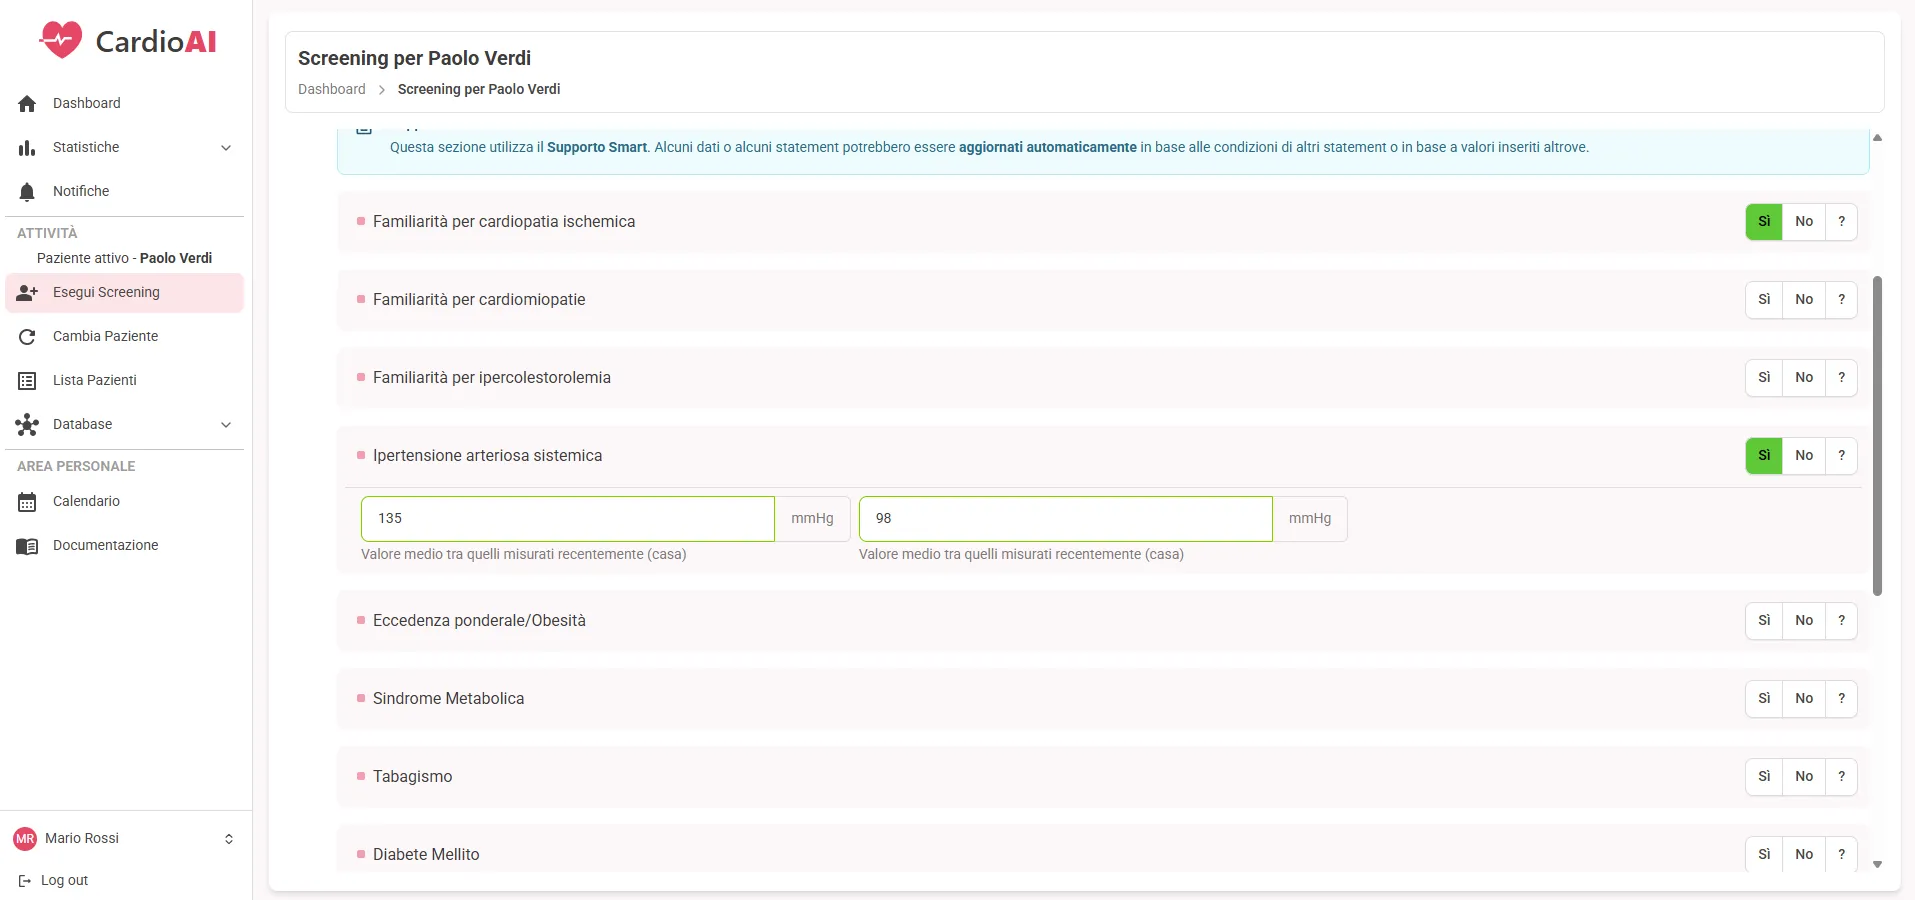 CardioAI
Dashboard
Statistiche
Notifiche
ATTIVITÀ
Paziente attivo - Paolo Verdi
Esegui Screening
Cambia Paziente
Lista Pazienti
Database
AREA PERSONALE
Calendario
Documentazione
MR Mario Rossi
Log out
Screening per Paolo Verdi
Dashboard > Screening per Paolo Verdi
Questa sezione utilizza il Supporto Smart. Alcuni dati o alcuni statement potrebbero essere aggiornati automaticamente in base alle condizioni di altri statement o in base a valori inseriti altrove.
Familiarità per cardiopatia ischemica Sì No ?
Familiarità per cardiomiopatie Sì No ?
Familiarità per ipercolestorolemia Sì No ?
Ipertensione arteriosa sistemica Sì No ?
135 mmHg 98 mmHg
Valore medio tra quelli misurati recentemente (casa) Valore medio tra quelli misurati recentemente (casa)
Eccedenza ponderale/Obesità Sì No ?
Sindrome Metabolica Sì No ?
Tabagismo Sì No ?
Diabete Mellito Sì No ?